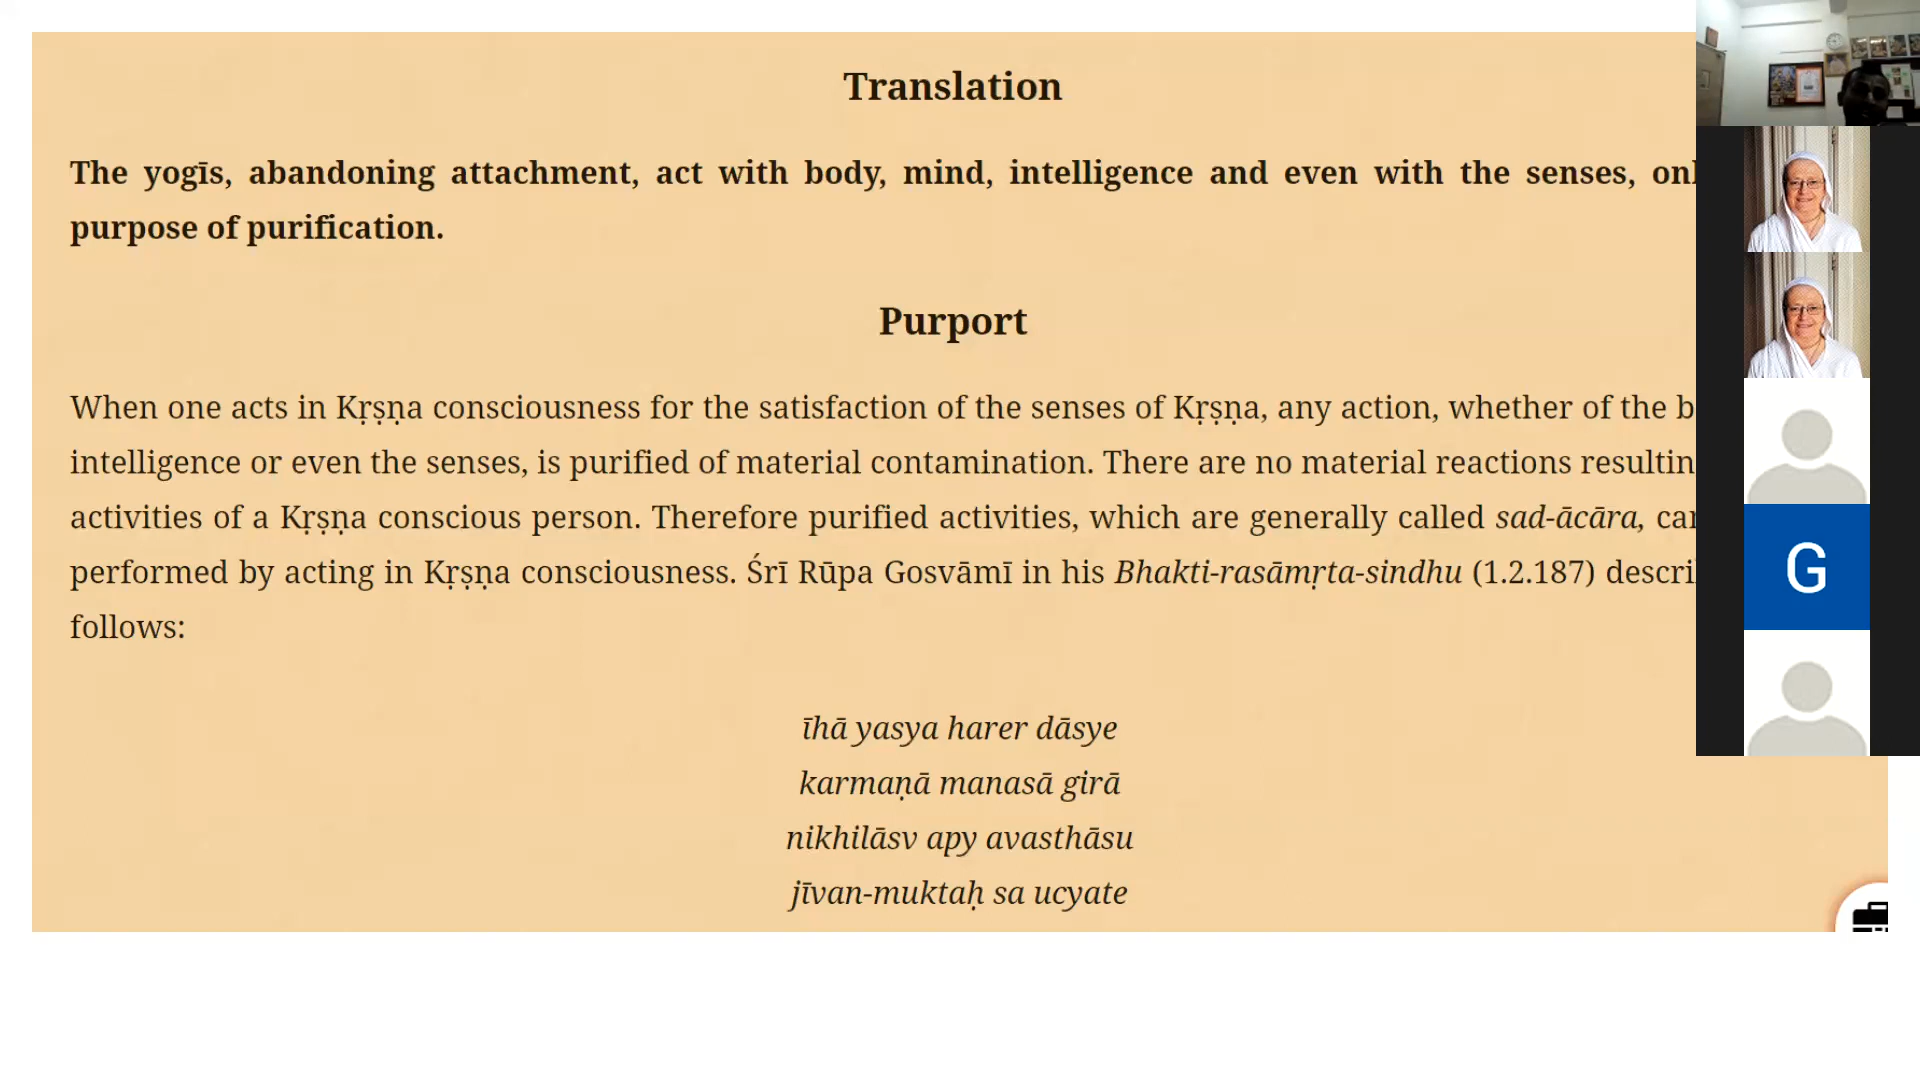 Translation
The yogīs, abandoning attachment, act with body, mind, intelligence and even with the senses,
purpose of purification.
Purport
When one acts in Kṛṣṇa consciousness for the satisfaction of the senses of Kṛṣṇa, any action, whether of the
intelligence or even the senses, is purified of material contamination. There are no material reactions
activities of a Kṛṣṇa conscious person. Therefore purified activities, which are generally called sad-ācāra,
performed by acting in Kṛṣṇa consciousness. Śrī Rūpa Gosvāmī in his Bhakti-rasāmṛta-sindhu (1.2.187)
follows:
īhā yasya harer dāsye
karmaṇā manasā girā
nikhilāsv apy avasthāsu
jīvan-muktaḥ sa ucyate
G